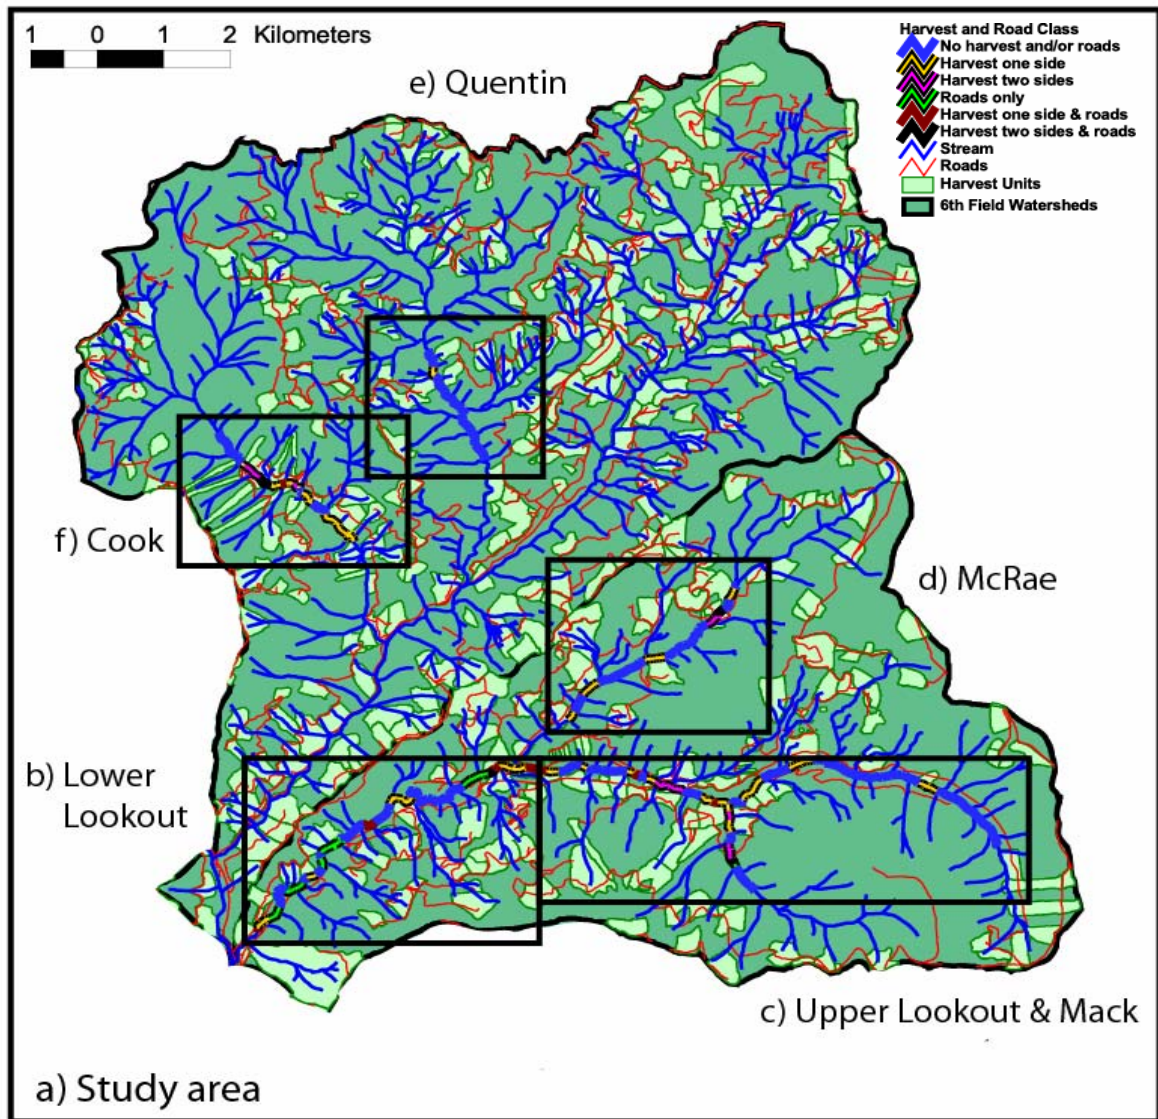 1 0 1 2 Kilometers
Harvest and Road Class
No harvest and/or roads
Harvest one side
Harvest two sides
Roads only
Harvest one side & roads
Harvest two sides & roads
Stream
Roads
Harvest Units
6th Field Watersheds
e) Quentin
f) Cook
d) McRae
b) Lower
Lookout
c) Upper Lookout & Mack
a) Study area